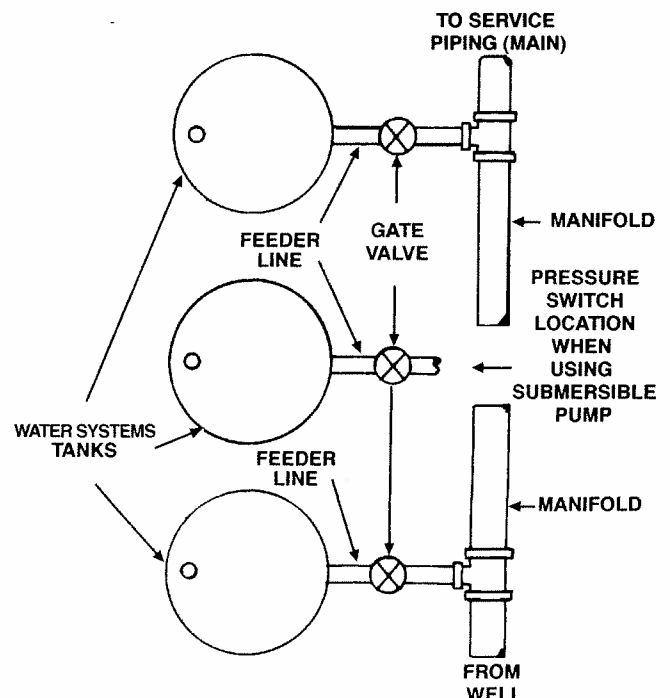 TO SERVICE
PIPING (MAIN)
MANIFOLD
FEEDER
LINE
GATE
VALVE
PRESSURE
SWITCH
LOCATION
WHEN
USING
SUBMERSIBLE
PUMP
WATER SYSTEMS
TANKS
FEEDER
LINE
MANIFOLD
FROM
WELL